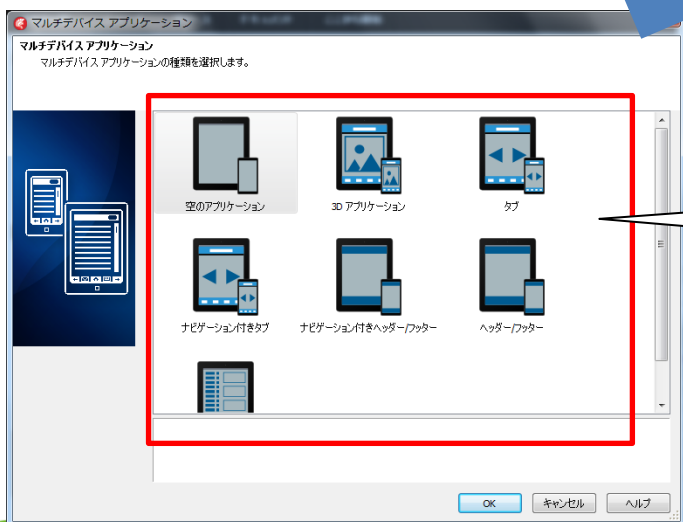 マルチデバイス アプリケーション
マルチデバイス アプリケーション
マルチデバイス アプリケーションの種類を選択します。
空のアプリケーション
3D アプリケーション
タブ
ナビゲーション付きタブ
ナビゲーション付きヘッダー/フッター
ヘッダー/フッター
OK
キャンセル
ヘルプ